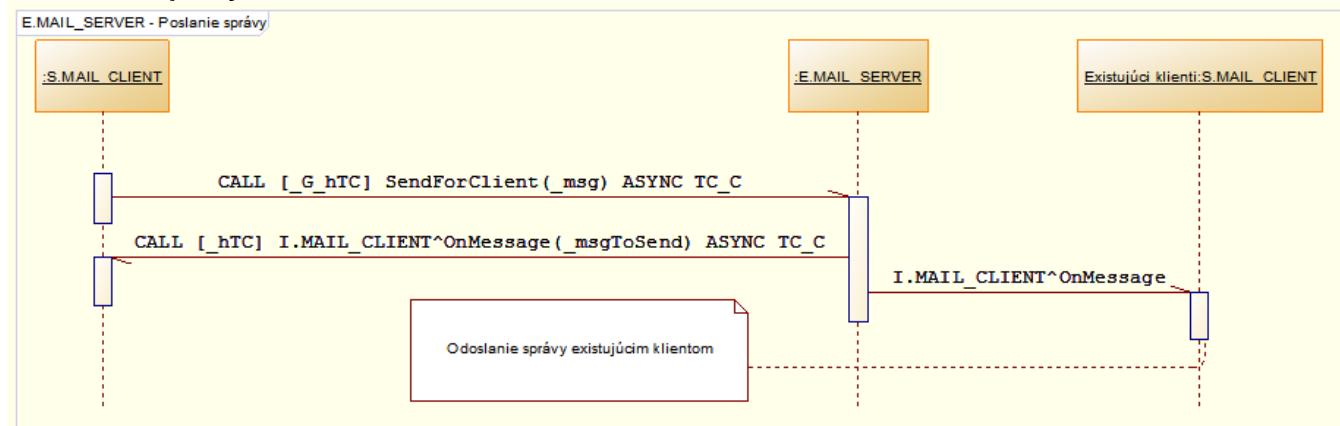 E.MAIL_SERVER - Poslanie správy
:S.MAIL_CLIENT
:E.MAIL_SERVER
Existujúci klienti:S.MAIL_CLIENT
CALL [_G_hTC] SendForClient(_msg) ASYNC TC_C
CALL [_hTC] I.MAIL_CLIENT^OnMessage(_msgToSend) ASYNC TC_C
I.MAIL_CLIENT^OnMessage
Odoslanie správy existujúcim klientom